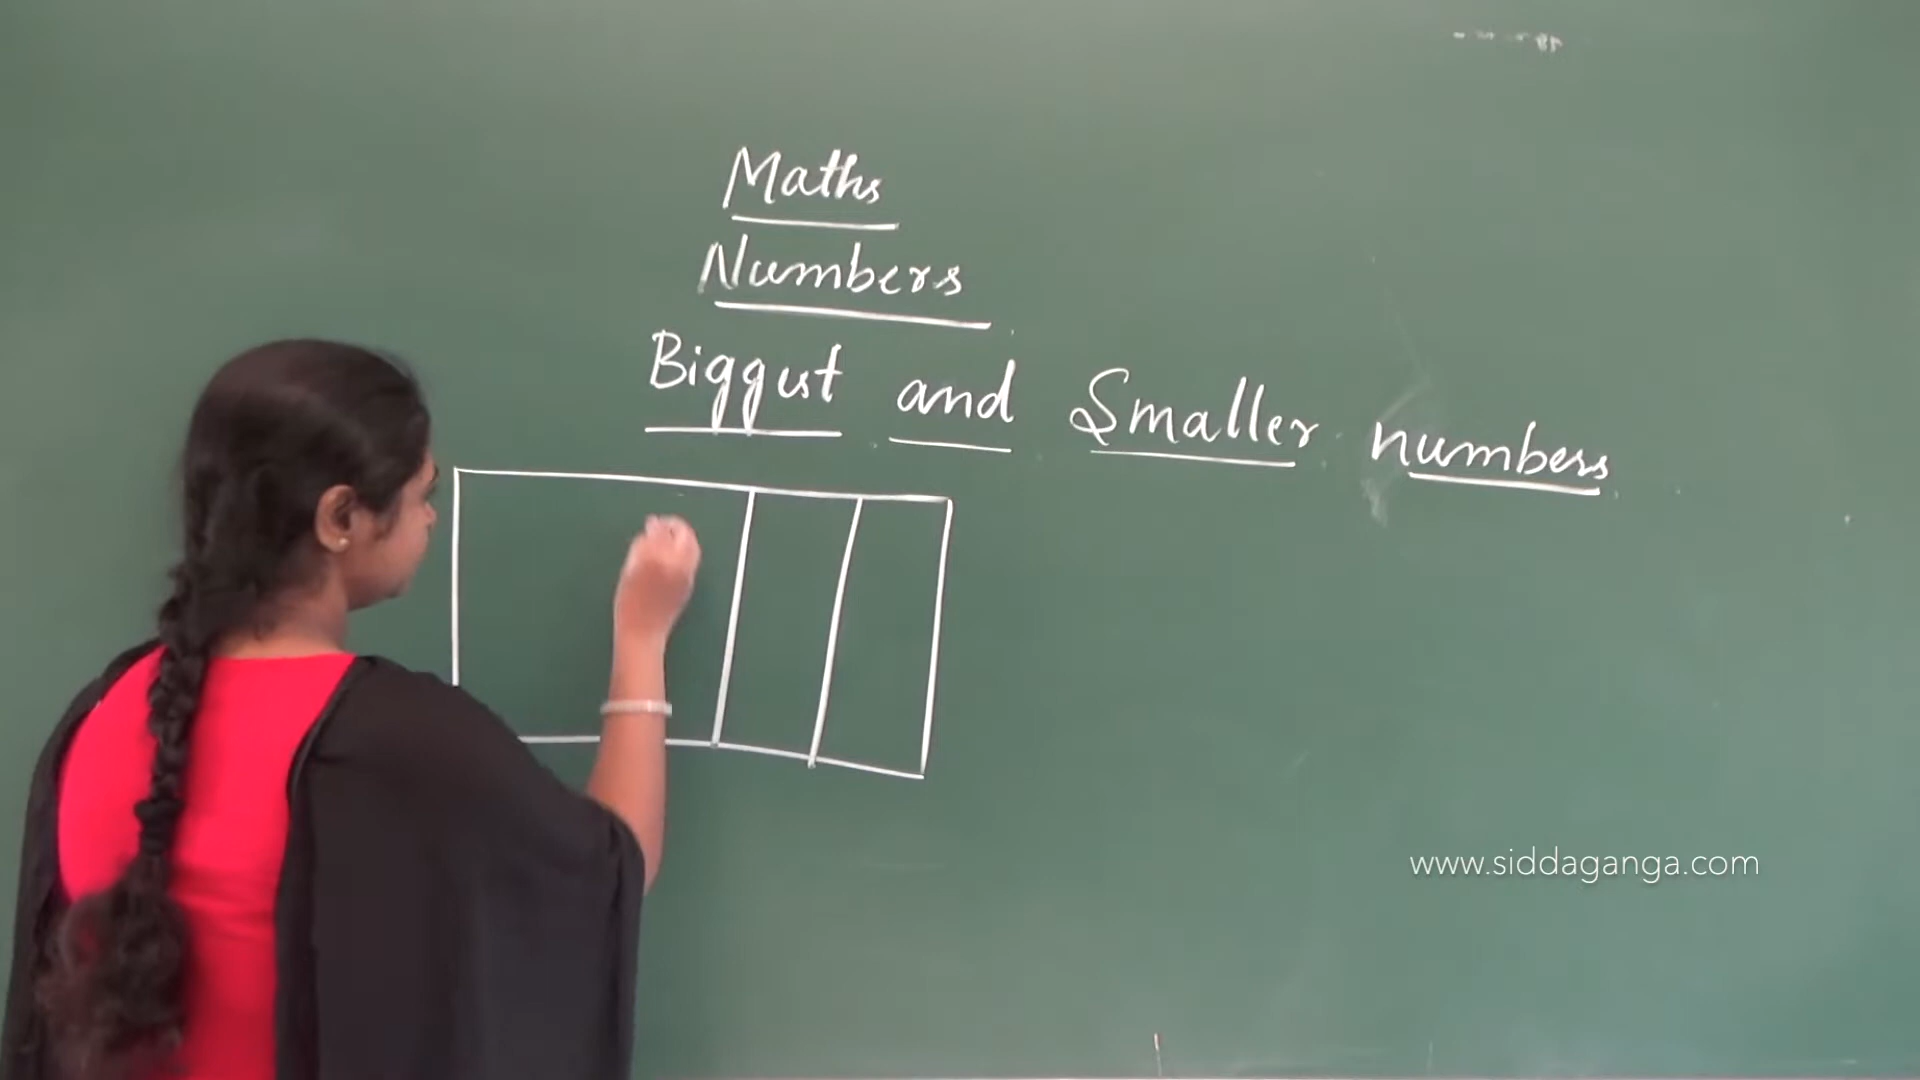 Maths
Numbers
Biggest and Smaller numbers
www.siddaganga.com